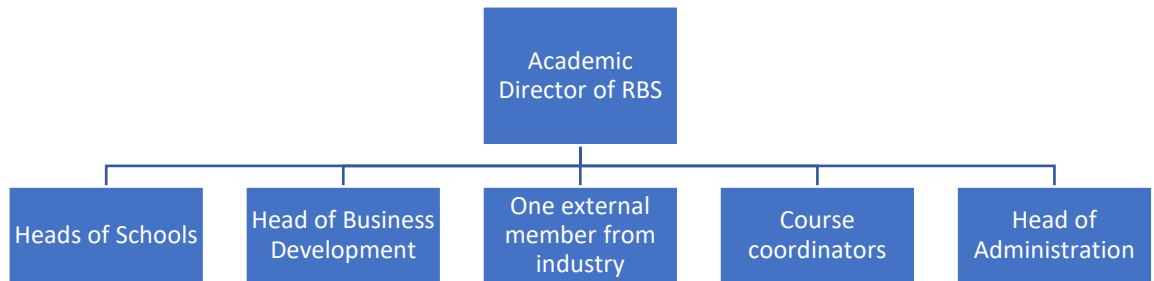 Academic
Director of RBS
Heads of Schools
Head of Business
Development
One external
member from
industry
Course
coordinators
Head of
Administration